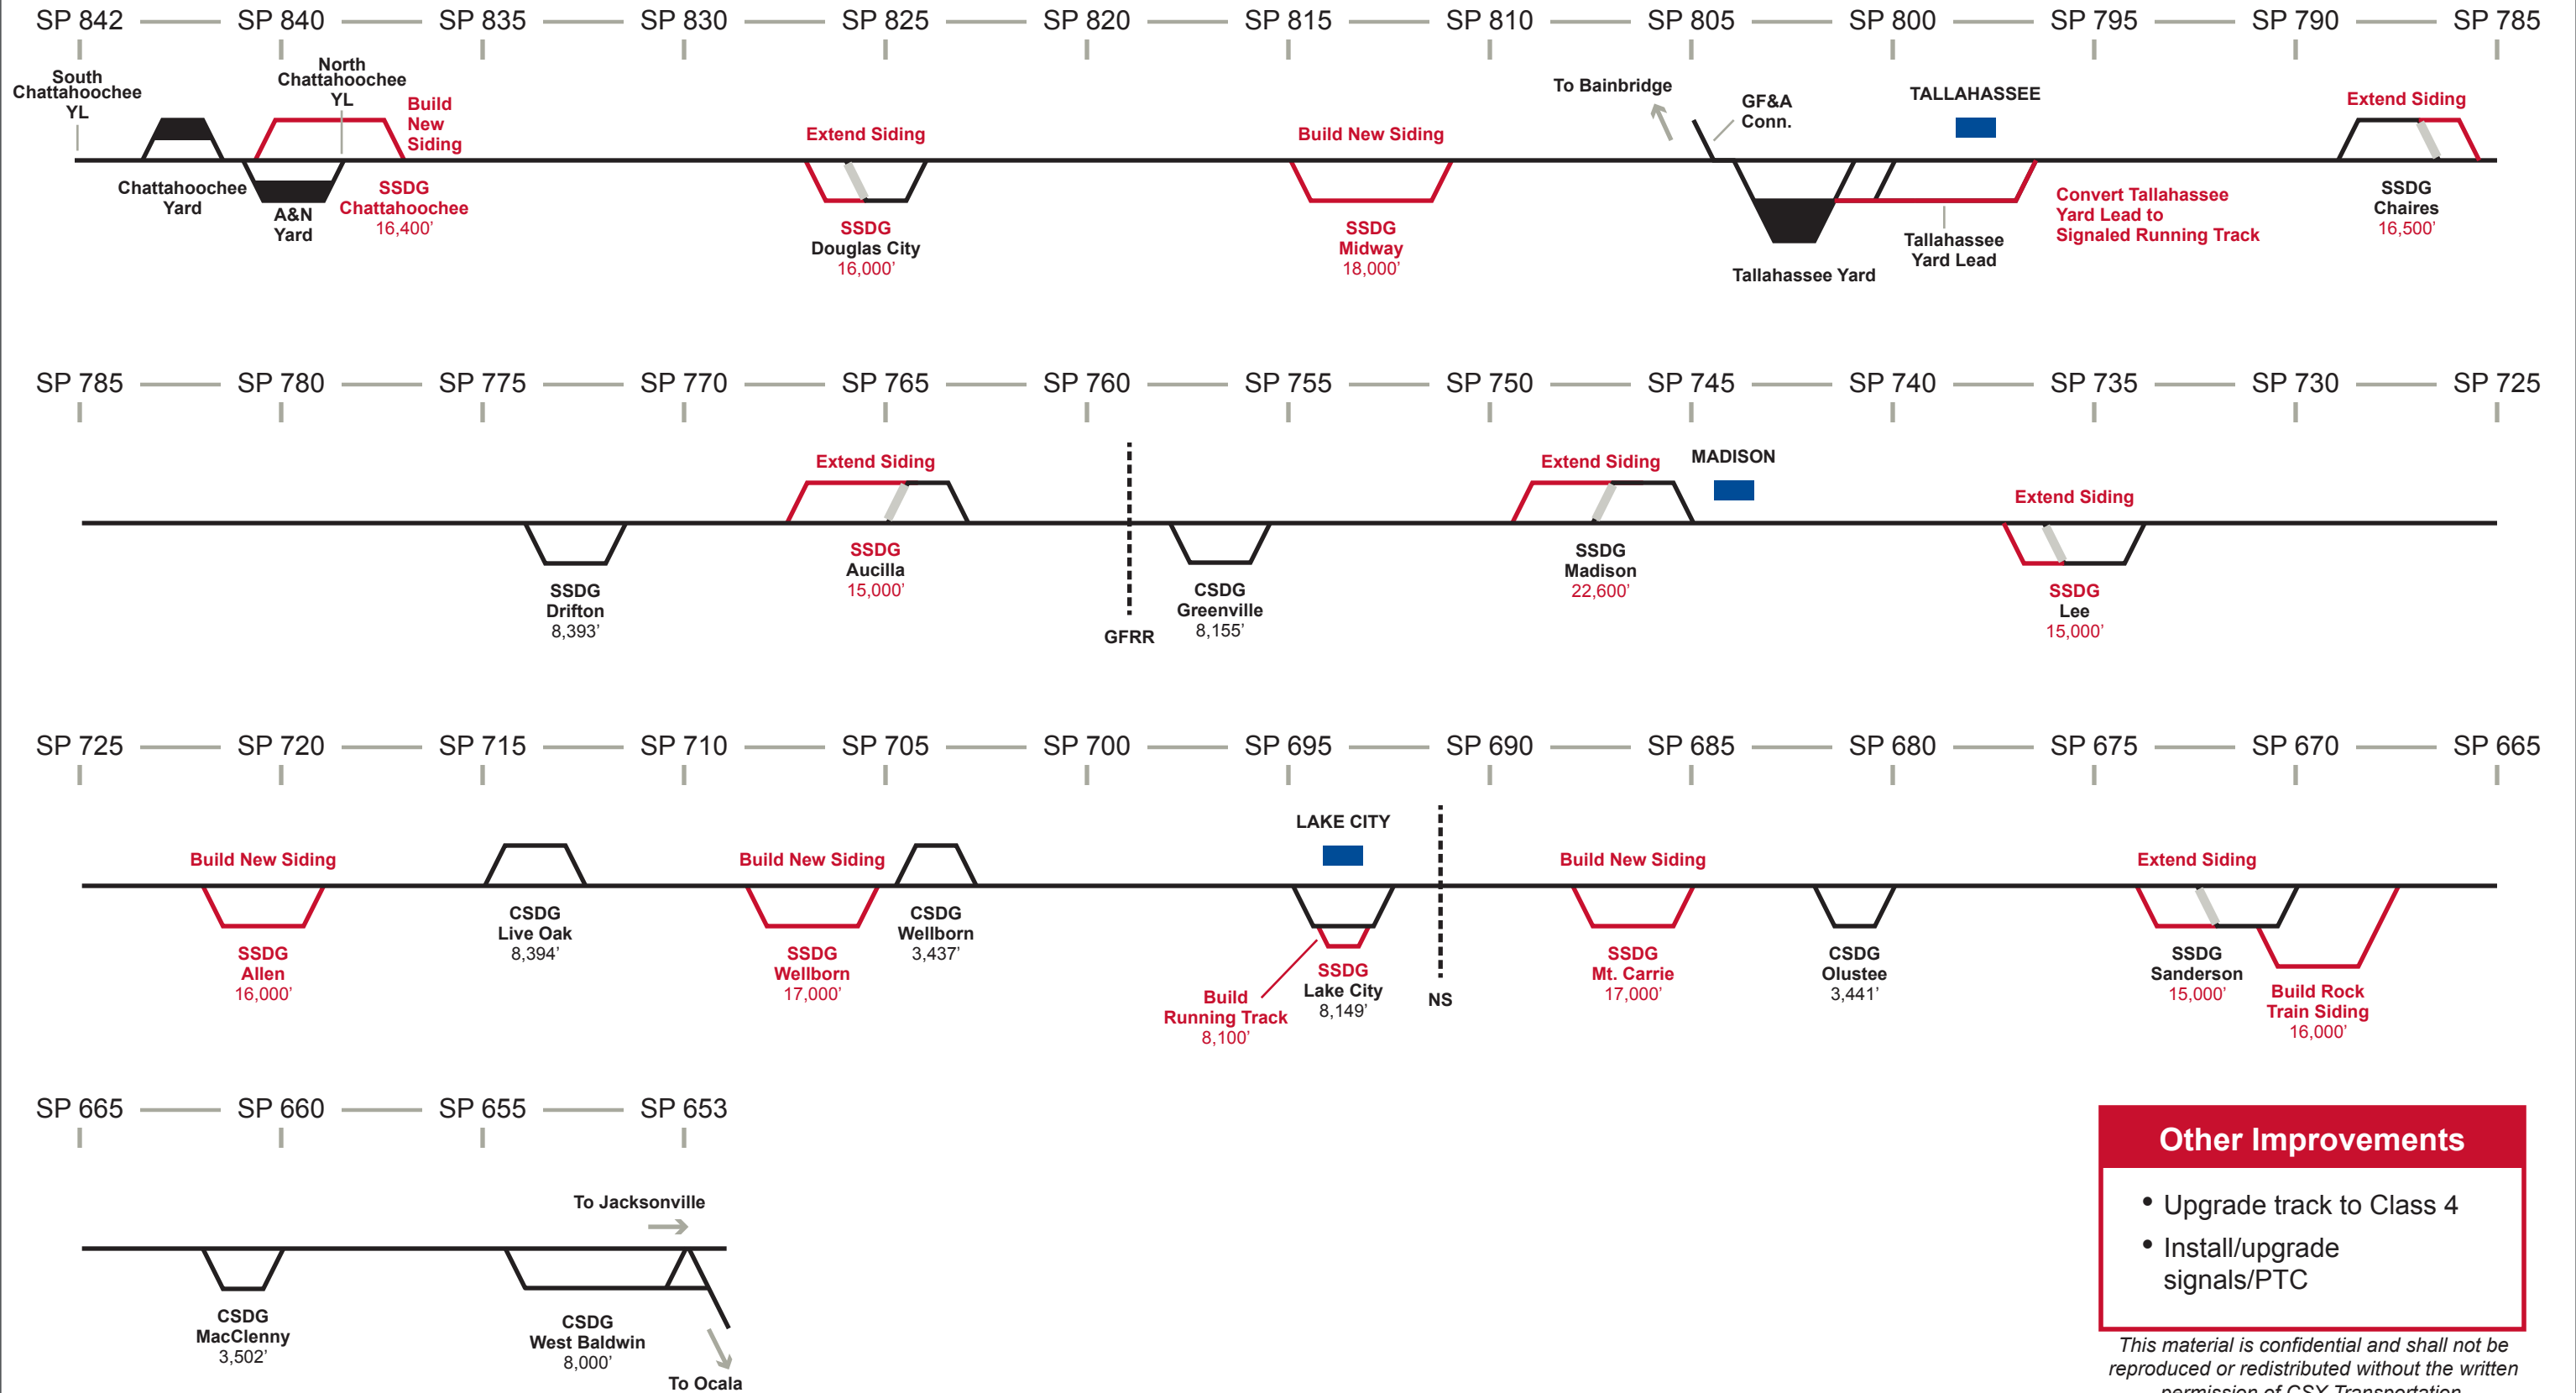 SP 842 SP 840 SP 835 SP 830 SP 825 SP 820 SP 815 SP 810 SP 805 SP 800 SP 795 SP 790 SP 785
South
Chattahoochee
YL
North
Chattahoochee
YL
Build
New
Siding
Chattahoochee
Yard
A&N
Yard
SSDG
Chattahoochee
16,400’
Extend Siding
SSDG
Douglas City
16,000’
Build New Siding
SSDG
Midway
18,000’
To Bainbridge
GF&A
Conn.
TALLAHASSEE
Tallahassee Yard
Tallahassee
Yard Lead
Convert Tallahassee
Yard Lead to
Signaled Running Track
Extend Siding
SSDG
Chaires
16,500’
SP 785 SP 780 SP 775 SP 770 SP 765 SP 760 SP 755 SP 750 SP 745 SP 740 SP 735 SP 730 SP 725
SSDG
Drifton
8,393’
Extend Siding
SSDG
Aucilla
15,000’
GFRR
CSDG
Greenville
8,155’
Extend Siding
SSDG
Madison
22,600’
MADISON
Extend Siding
SSDG
Lee
15,000’
SP 725 SP 720 SP 715 SP 710 SP 705 SP 700 SP 695 SP 690 SP 685 SP 680 SP 675 SP 670 SP 665
Build New Siding
SSDG
Allen
16,000’
CSDG
Live Oak
8,394’
Build New Siding
SSDG
Wellborn
17,000’
CSDG
Wellborn
3,437’
LAKE CITY
Build
Running Track
8,100’
SSDG
Lake City
8,149’
NS
Build New Siding
SSDG
Mt. Carrie
17,000’
CSDG
Olustee
3,441’
Extend Siding
SSDG
Sanderson
15,000’
Build Rock
Train Siding
16,000’
SP 665 SP 660 SP 655 SP 653
CSDG
MacClenny
3,502’
To Jacksonville
CSDG
West Baldwin
8,000’
To Ocala
Other Improvements
• Upgrade track to Class 4
• Install/upgrade
signals/PTC
This material is confidential and shall not be
reproduced or redistributed without the written
permission of CSX Transportation